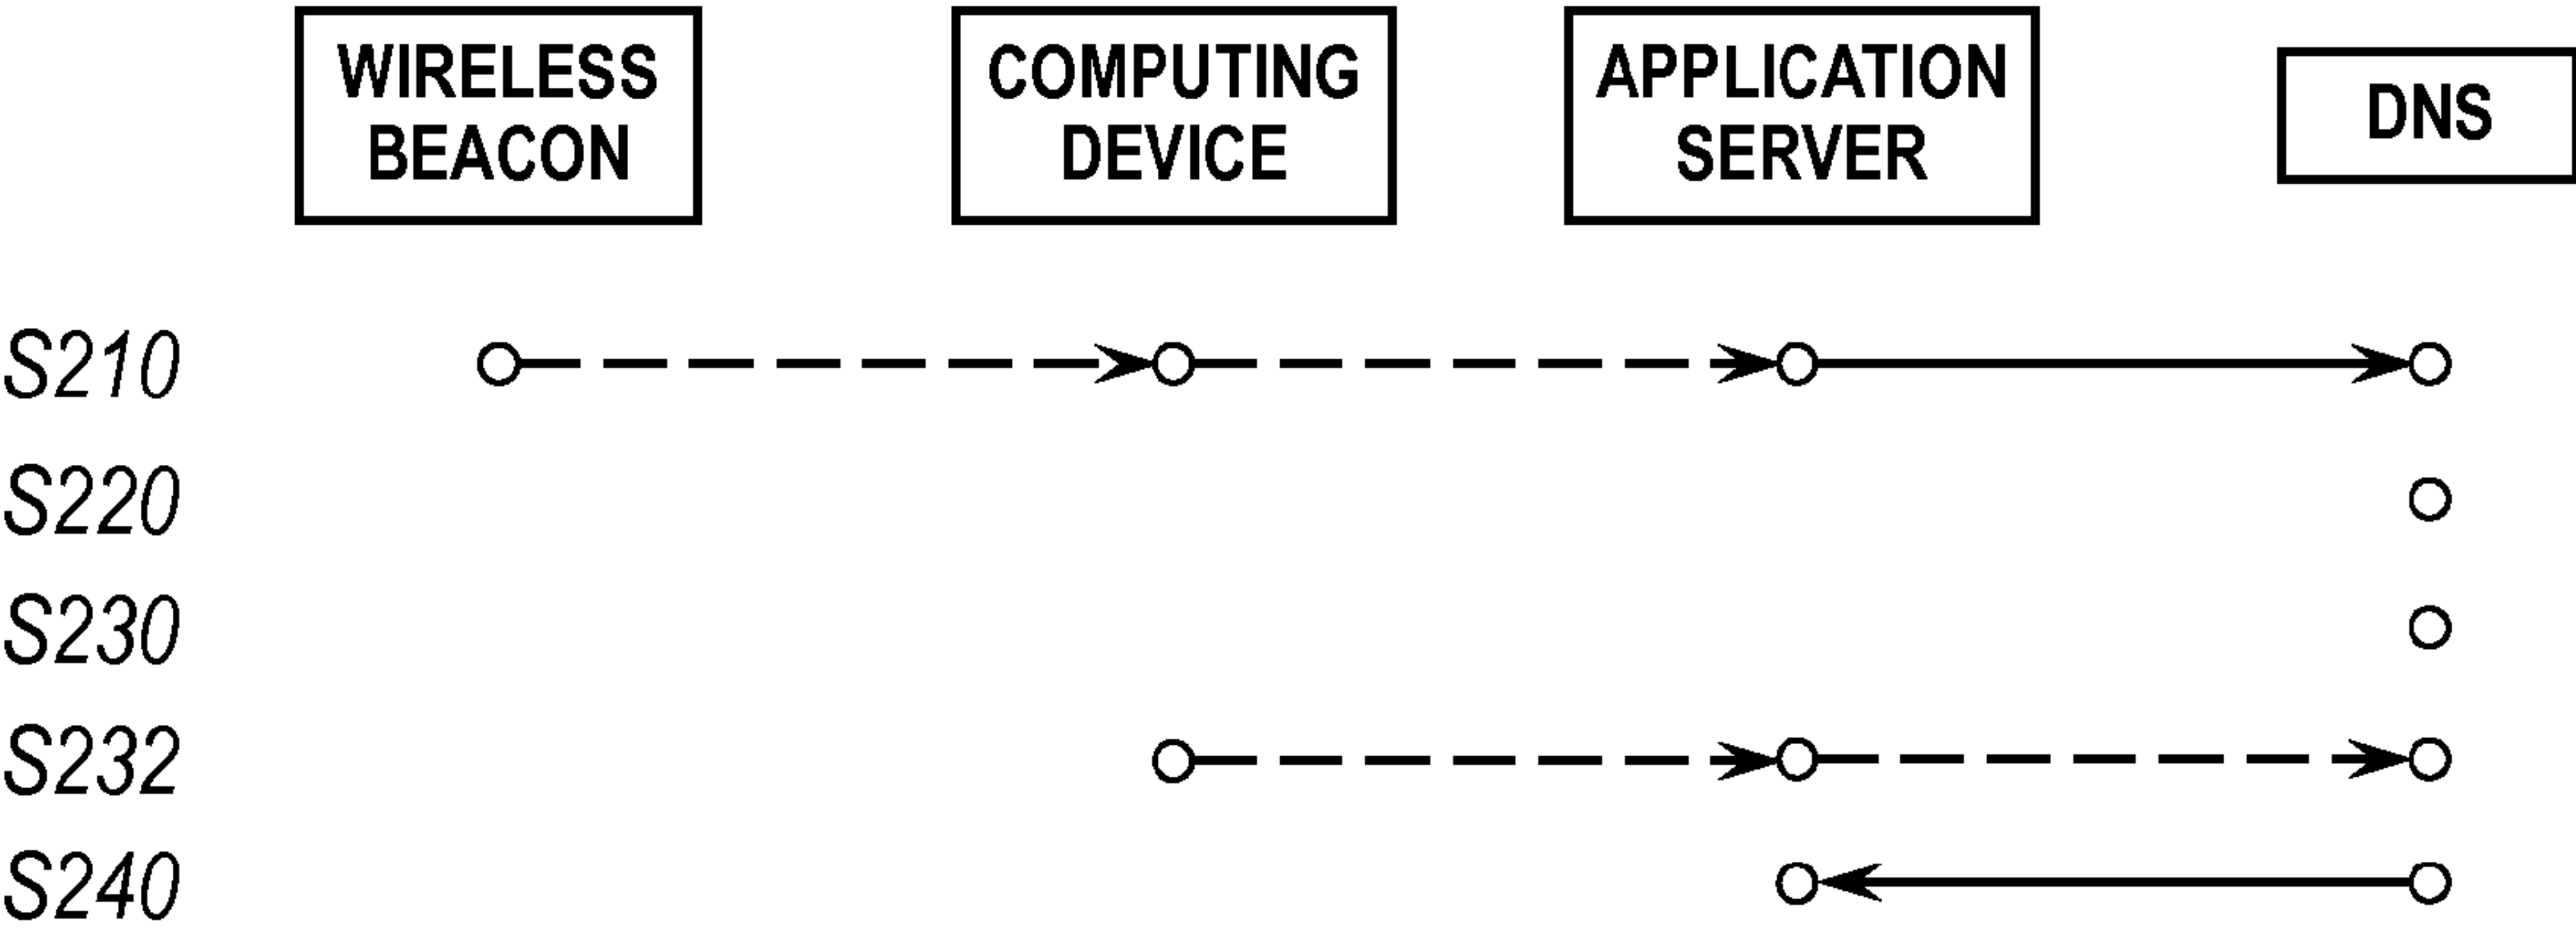 WIRELESS
BEACON
COMPUTING
DEVICE
APPLICATION
SERVER
DNS
S210
S220
S230
S232
S240